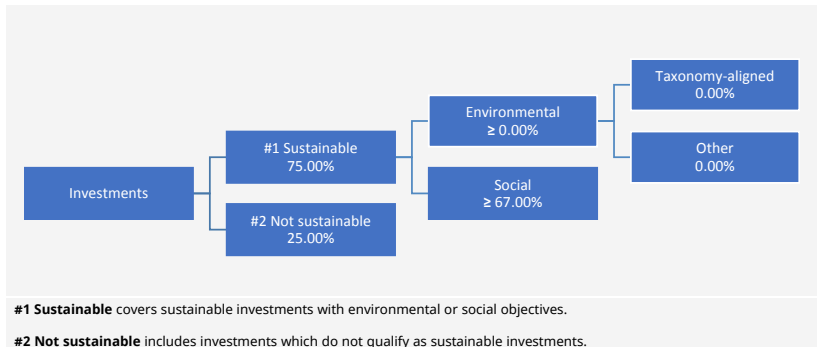 Investments
#1 Sustainable
75.00%
#2 Not sustainable
25.00%
Environmental
≥ 0.00%
Social
≥ 67.00%
Taxonomy-aligned
0.00%
Other
0.00%
#1 Sustainable covers sustainable investments with environmental or social objectives.
#2 Not sustainable includes investments which do not qualify as sustainable investments.